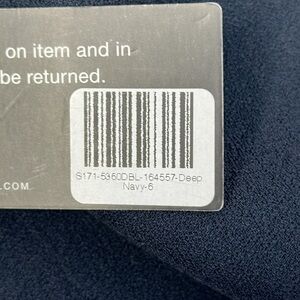 on item and in
be returned.
S171-5360DBL-164557-Deep
Navy-6
.COM